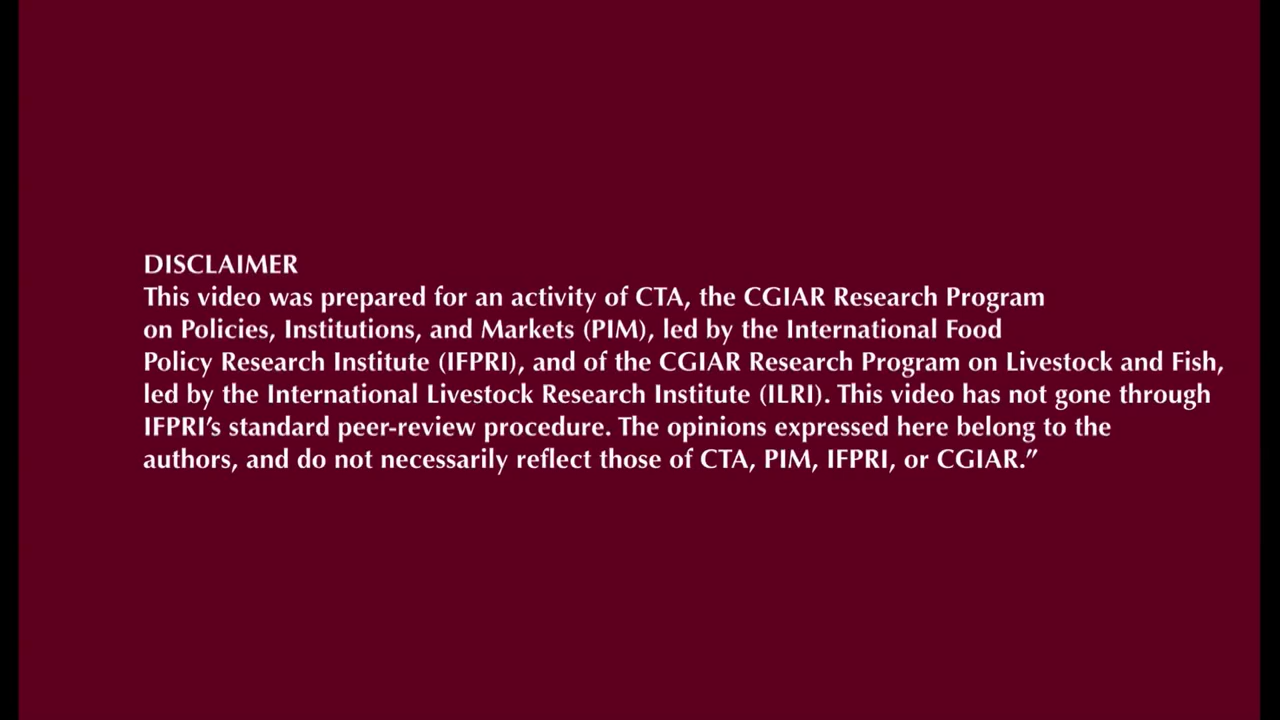 DISCLAIMER
This video was prepared for an activity of CTA, the CGIAR Research Program
on Policies, Institutions, and Markets (PIM), led by the International Food
Policy Research Institute (IFPRI), and of the CGIAR Research Program on Livestock and Fish,
led by the International Livestock Research Institute (ILRI). This video has not gone through
IFPRI’s standard peer-review procedure. The opinions expressed here belong to the
authors, and do not necessarily reflect those of CTA, PIM, IFPRI, or CGIAR.”